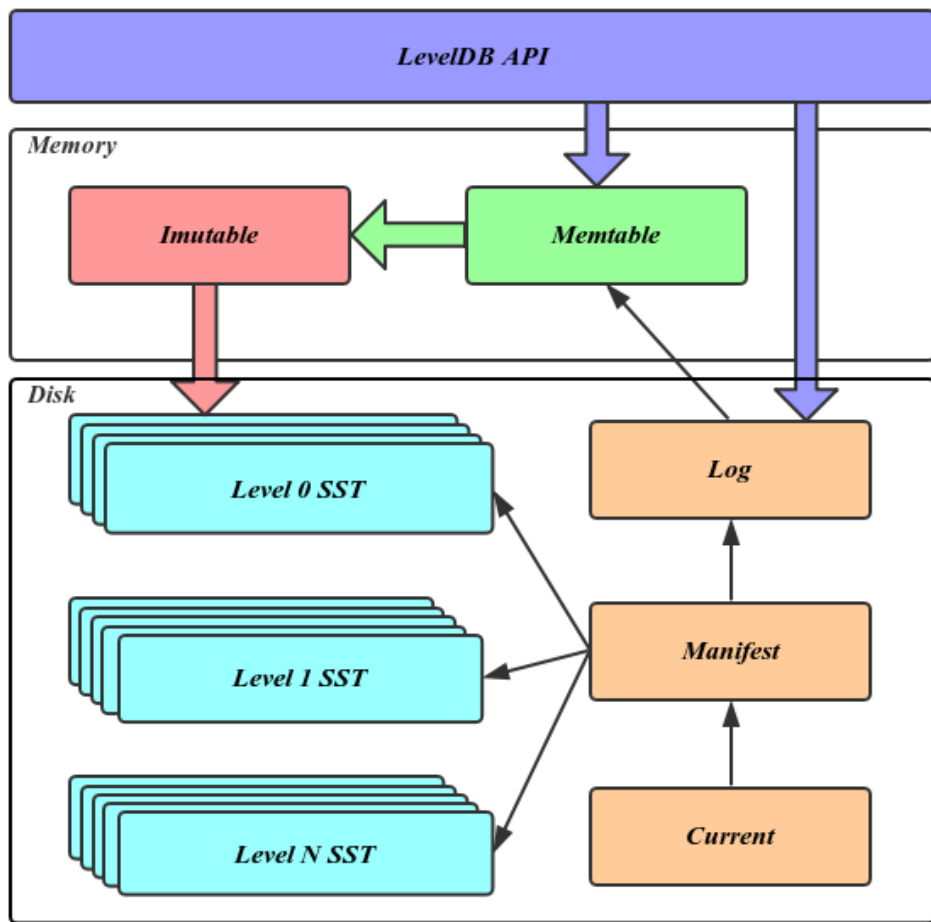 LevelDB API
Memory
Imutable
Memtable
Disk
Level 0 SST
Log
Level 1 SST
Manifest
Level N SST
Current